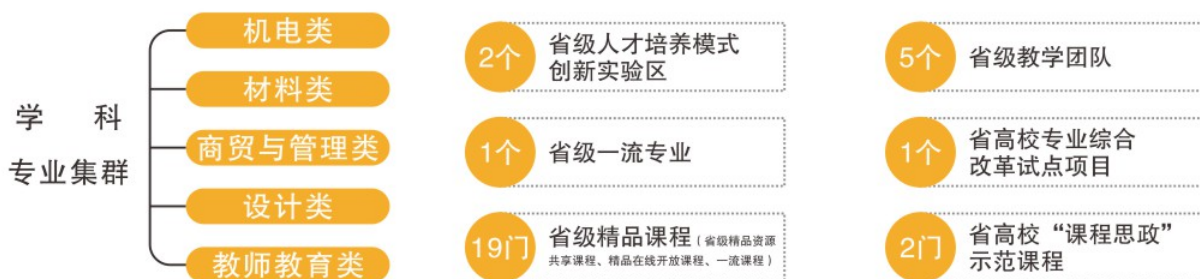 学 科
专业集群
机电类
材料类
商贸与管理类
设计类
教师教育类
2个
省级人才培养模式
创新实验区
1个
省级一流专业
19门
省级精品课程(省级精品资源
共享课程、精品在线开放课程、一流课程)
5个
省级教学团队
1个
省高校专业综合
改革试点项目
2门
省高校“课程思政”
示范课程